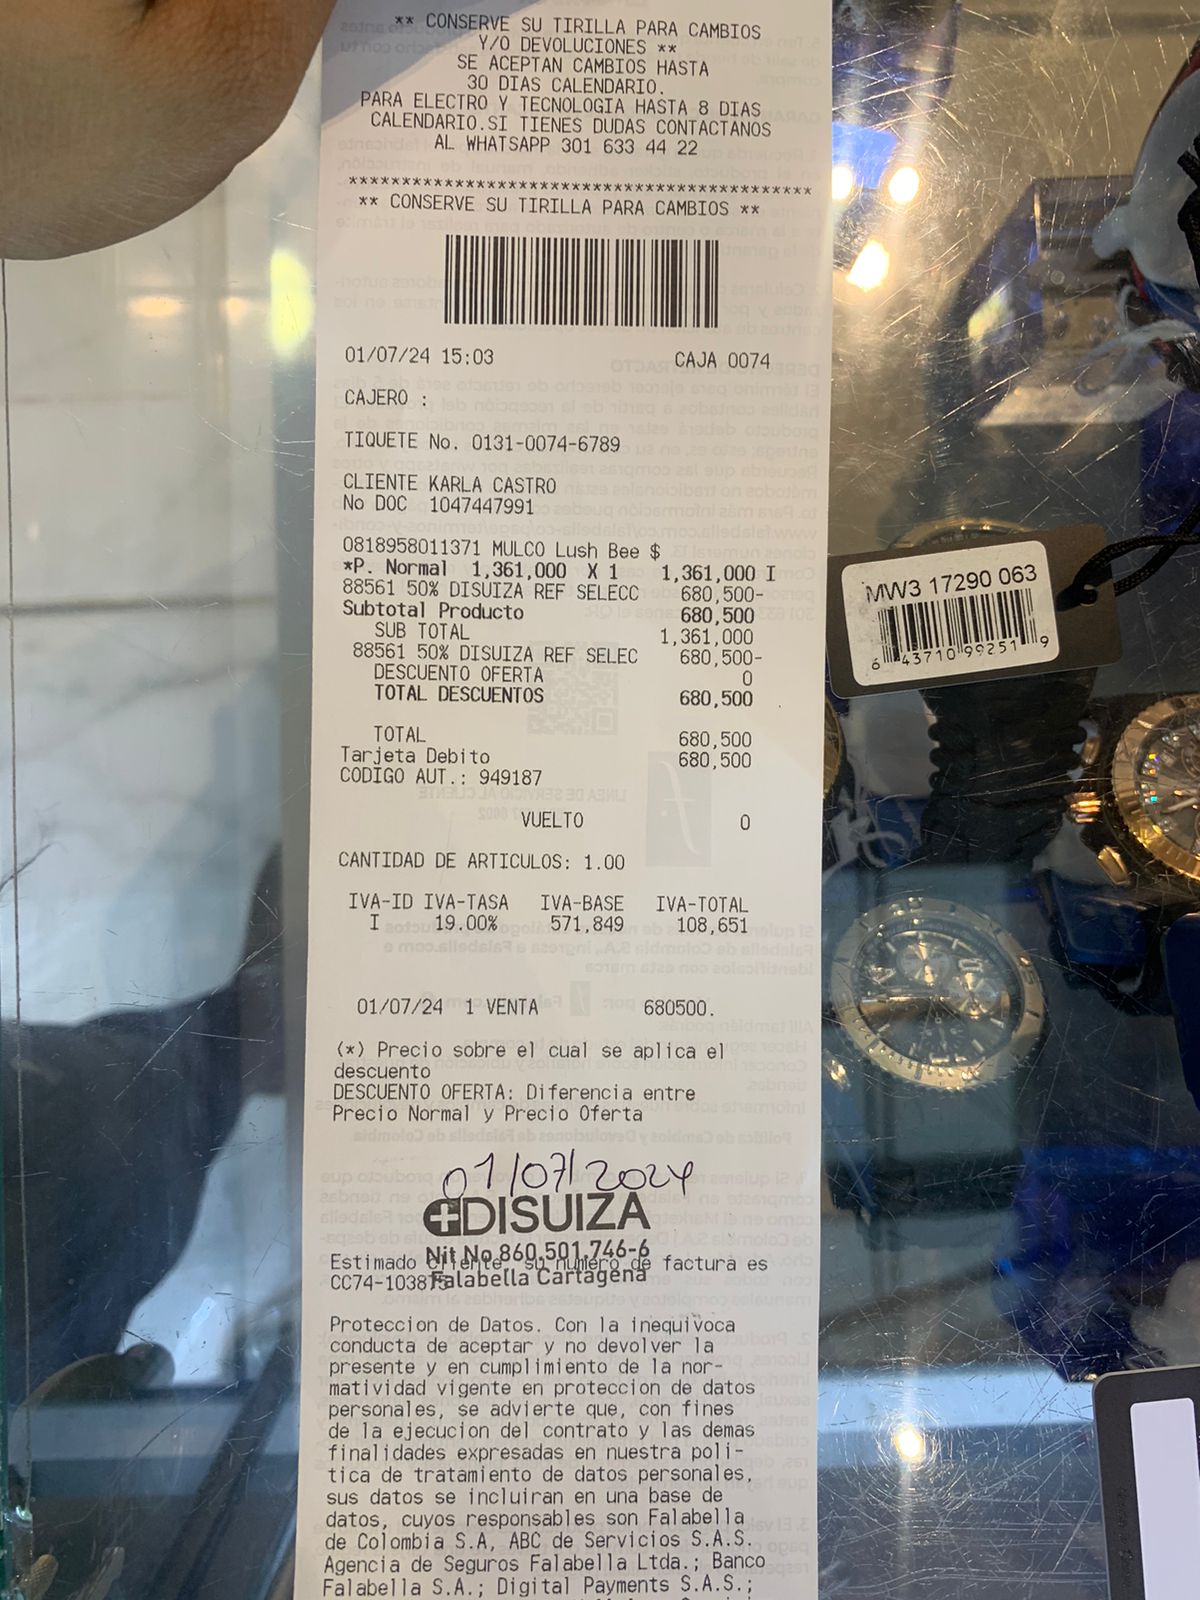 ** CONSERVE SU TIRILLA PARA CAMBIOS
Y/O DEVOLUCIONES **
SE ACEPTAN CAMBIOS HASTA
30 DIAS CALENDARIO.
PARA ELECTRO Y TECNOLOGIA HASTA 8 DIAS
CALENDARIO.SI TIENES DUDAS CONTACTANOS
AL WHATSAPP 301 633 44 22
********************************************
** CONSERVE SU TIRILLA PARA CAMBIOS **
01/07/24 15:03 CAJA 0074
CAJERO :
TIQUETE No. 0131-0074-6789
CLIENTE KARLA CASTRO
No DOC 1047447991
0818958011371 MULCO Lush Bee $
*P. Normal 1,361,000 X 1 1,361,000 I
88561 50% DISUIZA REF SELECC 680,500-
Subtotal Producto 680,500
SUB TOTAL 1,361,000
88561 50% DISUIZA REF SELEC 680,500-
DESCUENTO OFERTA 0
TOTAL DESCUENTOS 680,500
TOTAL 680,500
Tarjeta Debito 680,500
CODIGO AUT.: 949187
VUELTO 0
CANTIDAD DE ARTICULOS: 1.00
IVA-ID IVA-TASA IVA-BASE IVA-TOTAL
I 19.00% 571,849 108,651
01/07/24 1 VENTA 680500.
(*) Precio sobre el cual se aplica el
descuento
DESCUENTO OFERTA: Diferencia entre
Precio Normal y Precio Oferta
01/07/2024
DISUIZA
Nit No.860.501.746-6
Falabella Cartagena
Estimado cliente, su numero de factura es
CC74-10387
Proteccion de Datos. Con la inequivoca
conducta de aceptar y no devolver la
presente y en cumplimiento de la nor-
matividad vigente en proteccion de datos
personales, se advierte que, con fines
de la ejecucion del contrato y las demas
finalidades expresadas en nuestra poli-
tica de tratamiento de datos personales,
sus datos se incluiran en una base de
datos, cuyos responsables son Falabella
de Colombia S.A, ABC de Servicios S.A.S.
Agencia de Seguros Falabella Ltda.; Banco
Falabella S.A.; Digital Payments S.A.S.;
MW3 17290 063
6 43710 99251 9